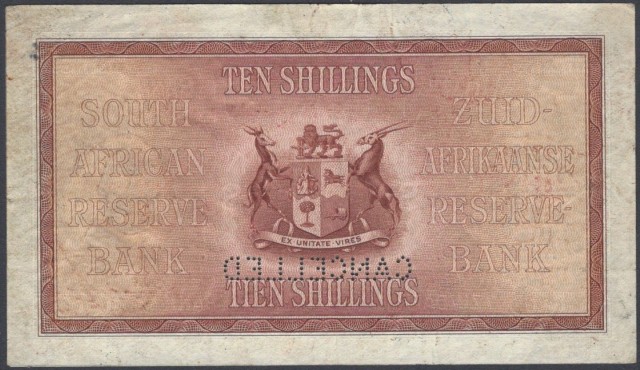 TEN SHILLINGS
SOUTH
AFRICAN
RESERVE
BANK
ZUID-
AFRIKAANSE
RESERVE-
BANK
EX UNITATE VIRES
CANCELLED
TIEN SHILLINGS